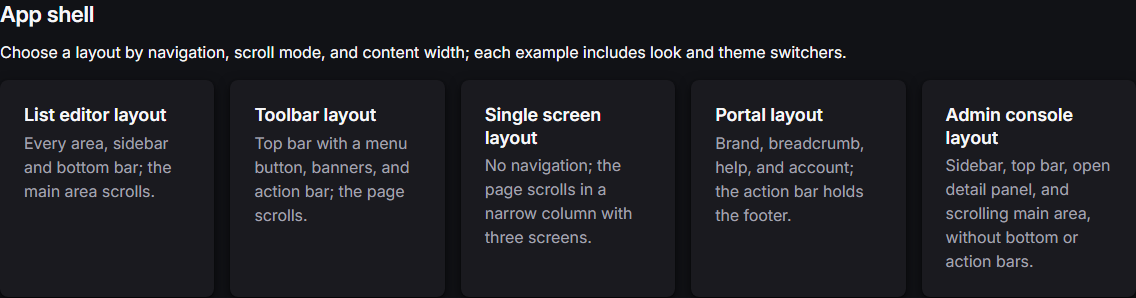 App shell
Choose a layout by navigation, scroll mode, and content width; each example includes look and theme switchers.
List editor layout
Every area, sidebar
and bottom bar; the
main area scrolls.
Toolbar layout
Top bar with a menu
button, banners, and
action bar; the page
scrolls.
Single screen
layout
No navigation; the
page scrolls in a
narrow column with
three screens.
Portal layout
Brand, breadcrumb,
help, and account;
the action bar holds
the footer.
Admin console
layout
Sidebar, top bar, open
detail panel, and
scrolling main area,
without bottom or
action bars.